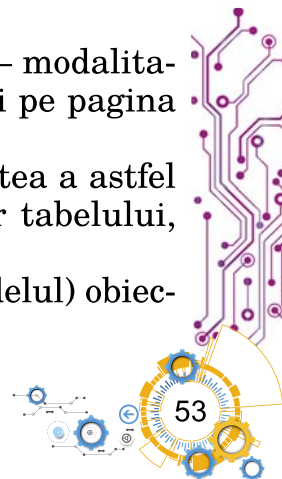 – modalita-
i pe pagina
tea a astfel
r tabelului,
lelul) obiec-
53